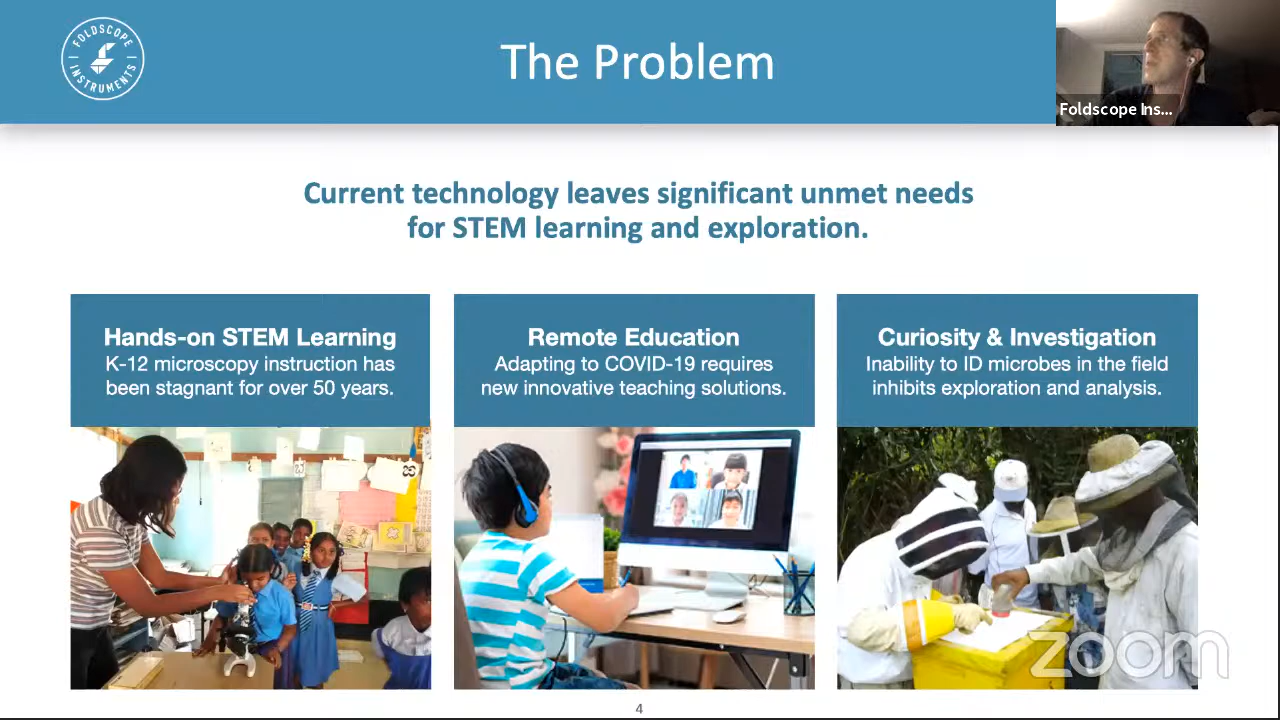 FOLDSCOPE
INSTRUMENTS
The Problem
Foldscope Ins...
Current technology leaves significant unmet needs
for STEM learning and exploration.
Hands-on STEM Learning
K-12 microscopy instruction has
been stagnant for over 50 years.
Remote Education
Adapting to COVID-19 requires
new innovative teaching solutions.
Curiosity & Investigation
Inability to ID microbes in the field
inhibits exploration and analysis.
zoom
4